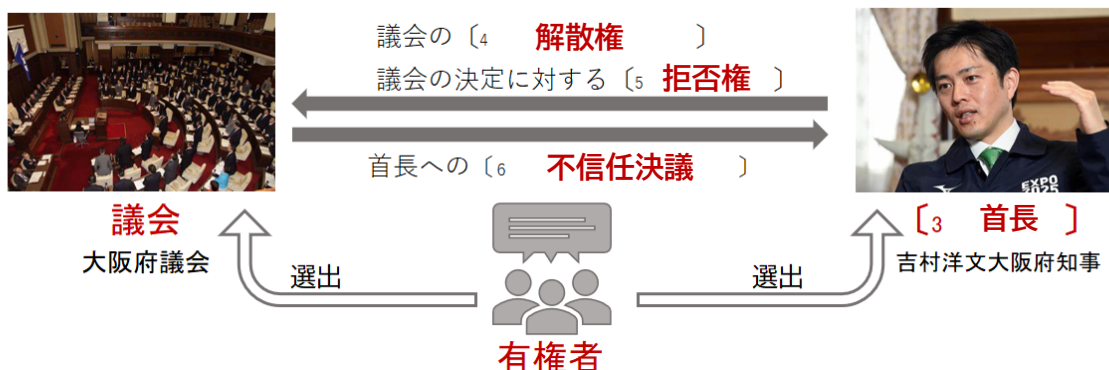 議会の〔4 解散権 〕
議会の決定に対する〔5 拒否権 〕
首長への〔6 不信任決議 〕
EXPO
2025
議会
大阪府議会
〔3 首長 〕
吉村洋文大阪府知事
選出
選出
有権者